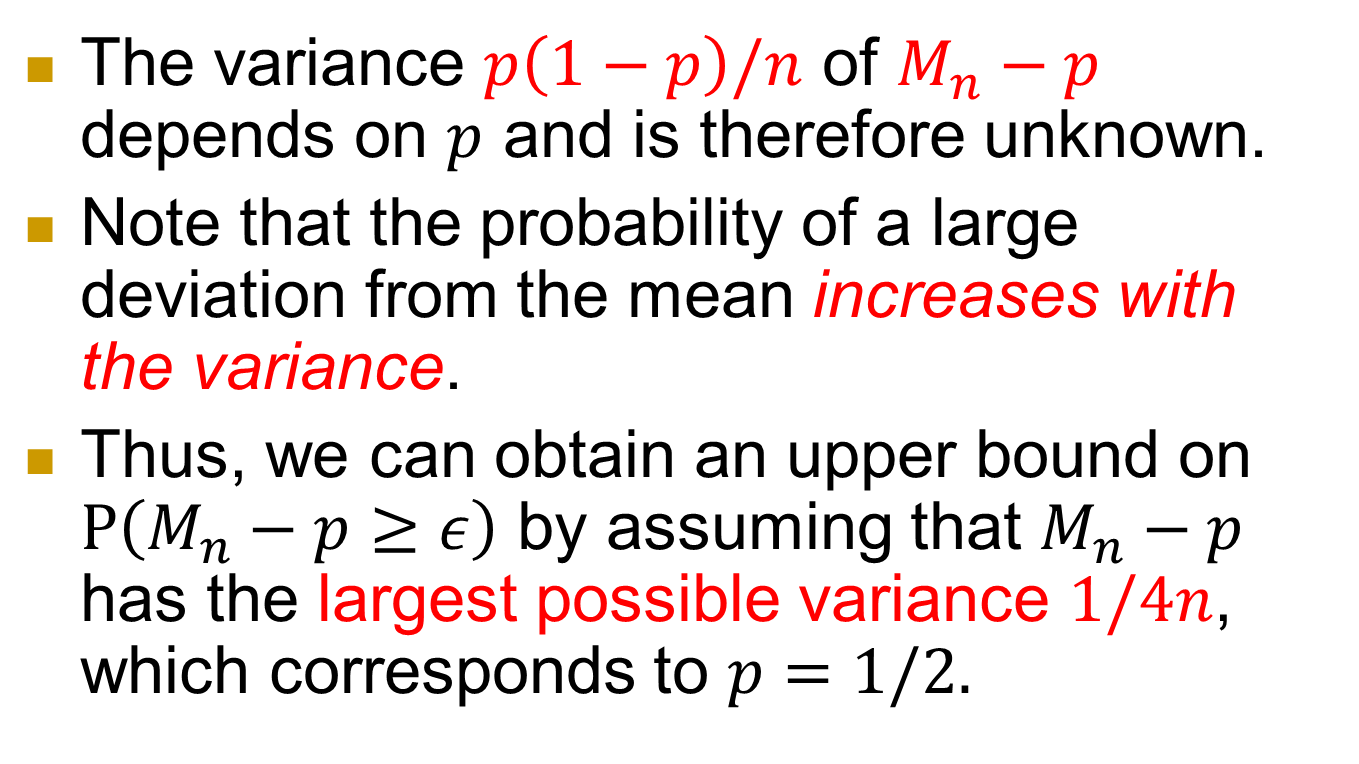 The variance 𝑝(1 − 𝑝)/𝑛 of 𝑀ₙ − 𝑝
depends on 𝑝 and is therefore unknown.
Note that the probability of a large
deviation from the mean increases with
the variance.
Thus, we can obtain an upper bound on
P(𝑀ₙ − 𝑝 ≥ 𝜖) by assuming that 𝑀ₙ − 𝑝
has the largest possible variance 1/4𝑛,
which corresponds to 𝑝 = 1/2.